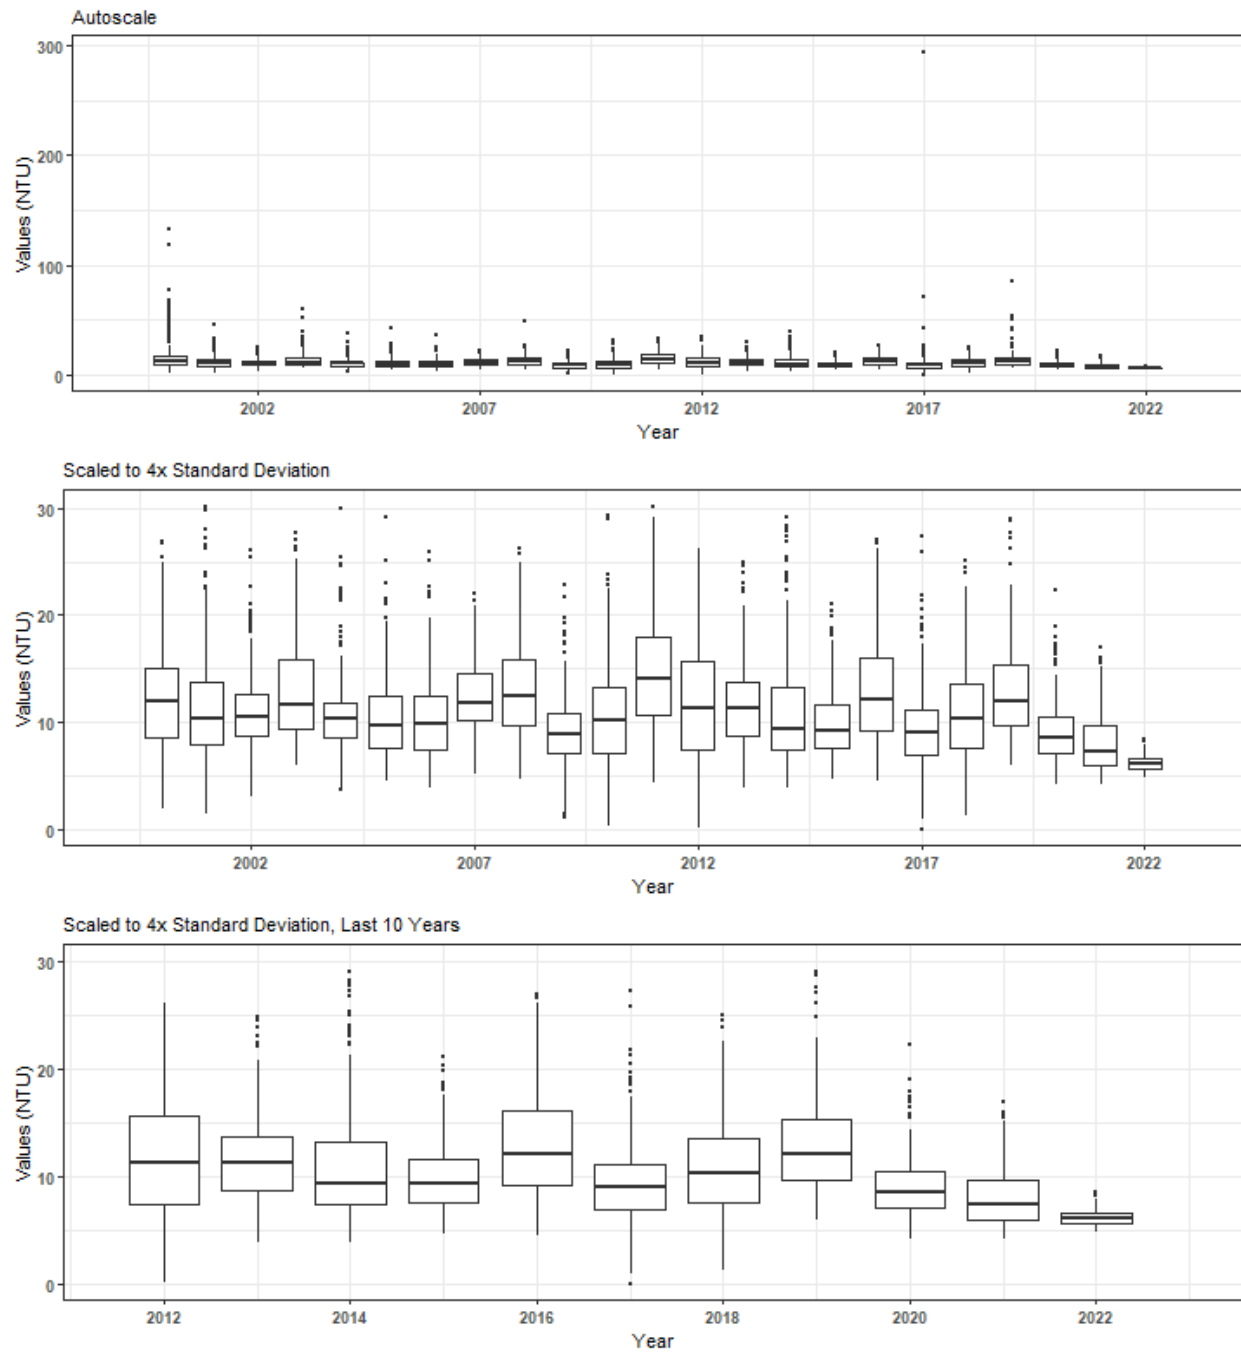 Autoscale
300
200
100
0
Values (NTU)
2002 2007 2012 2017 2022
Year
Scaled to 4x Standard Deviation
30
20
10
0
Values (NTU)
2002 2007 2012 2017 2022
Year
Scaled to 4x Standard Deviation, Last 10 Years
30
20
10
0
Values (NTU)
2012 2014 2016 2018 2020 2022
Year